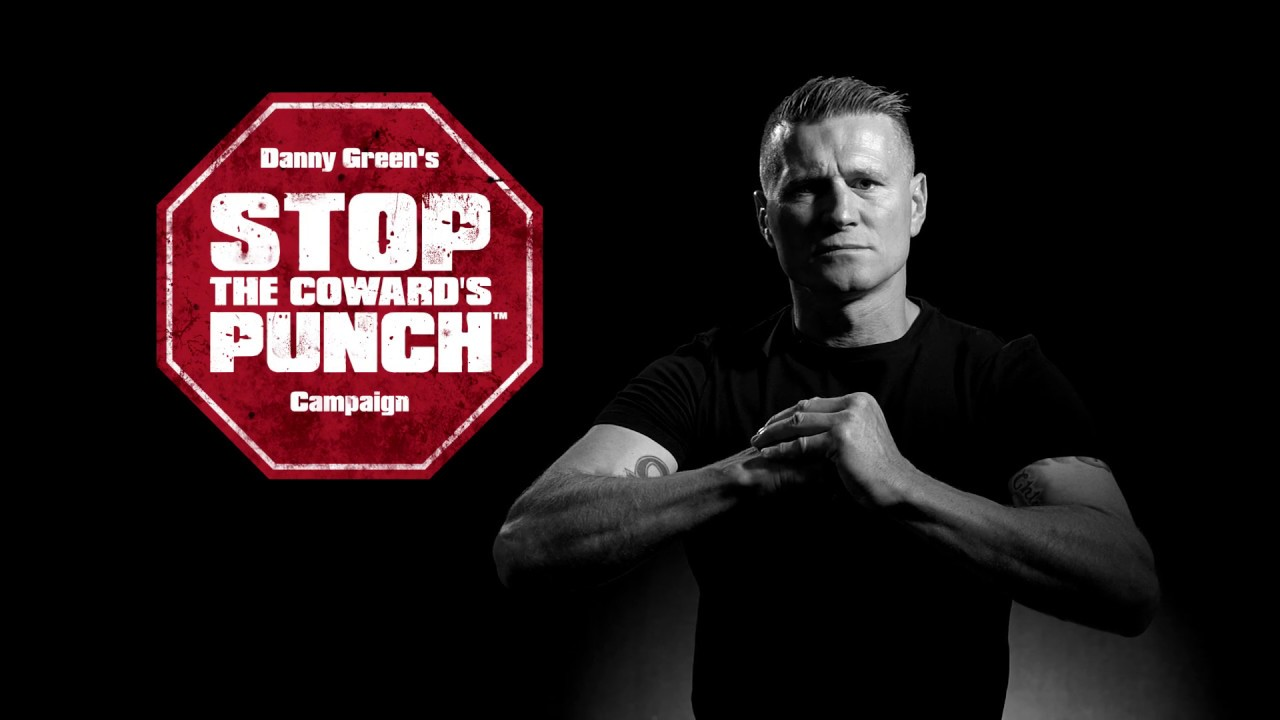 Danny Green's
STOP
THE COWARD'S
PUNCH™
Campaign